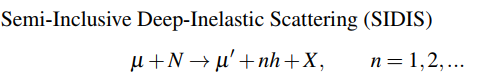 Semi-Inclusive Deep-Inelastic Scattering (SIDIS)
μ + N → μ′ + nh + X,  n = 1, 2, ...